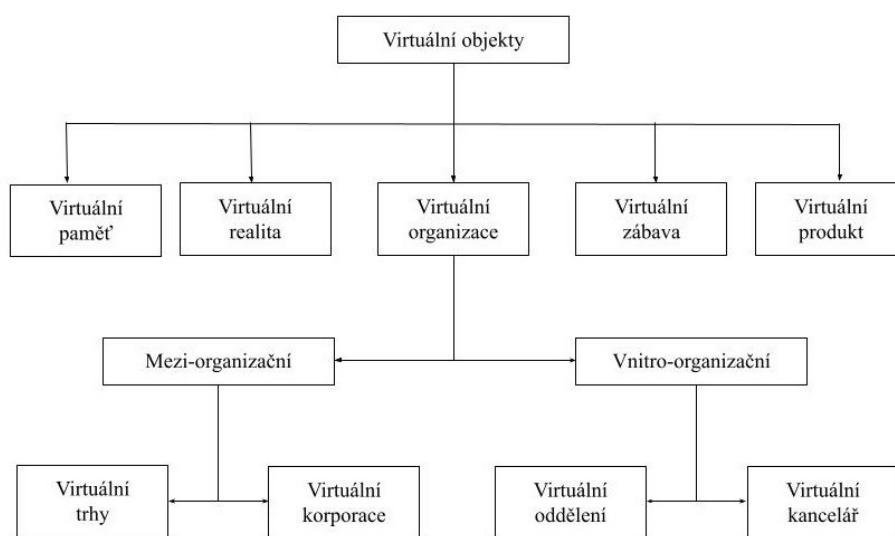 Virtuální objekty
Virtuální
paměť
Virtuální
realita
Virtuální
organizace
Virtuální
zábava
Virtuální
produkt
Mezi-organizační
Vnitro-organizační
Virtuální
trhy
Virtuální
korporace
Virtuální
oddělení
Virtuální
kancelář